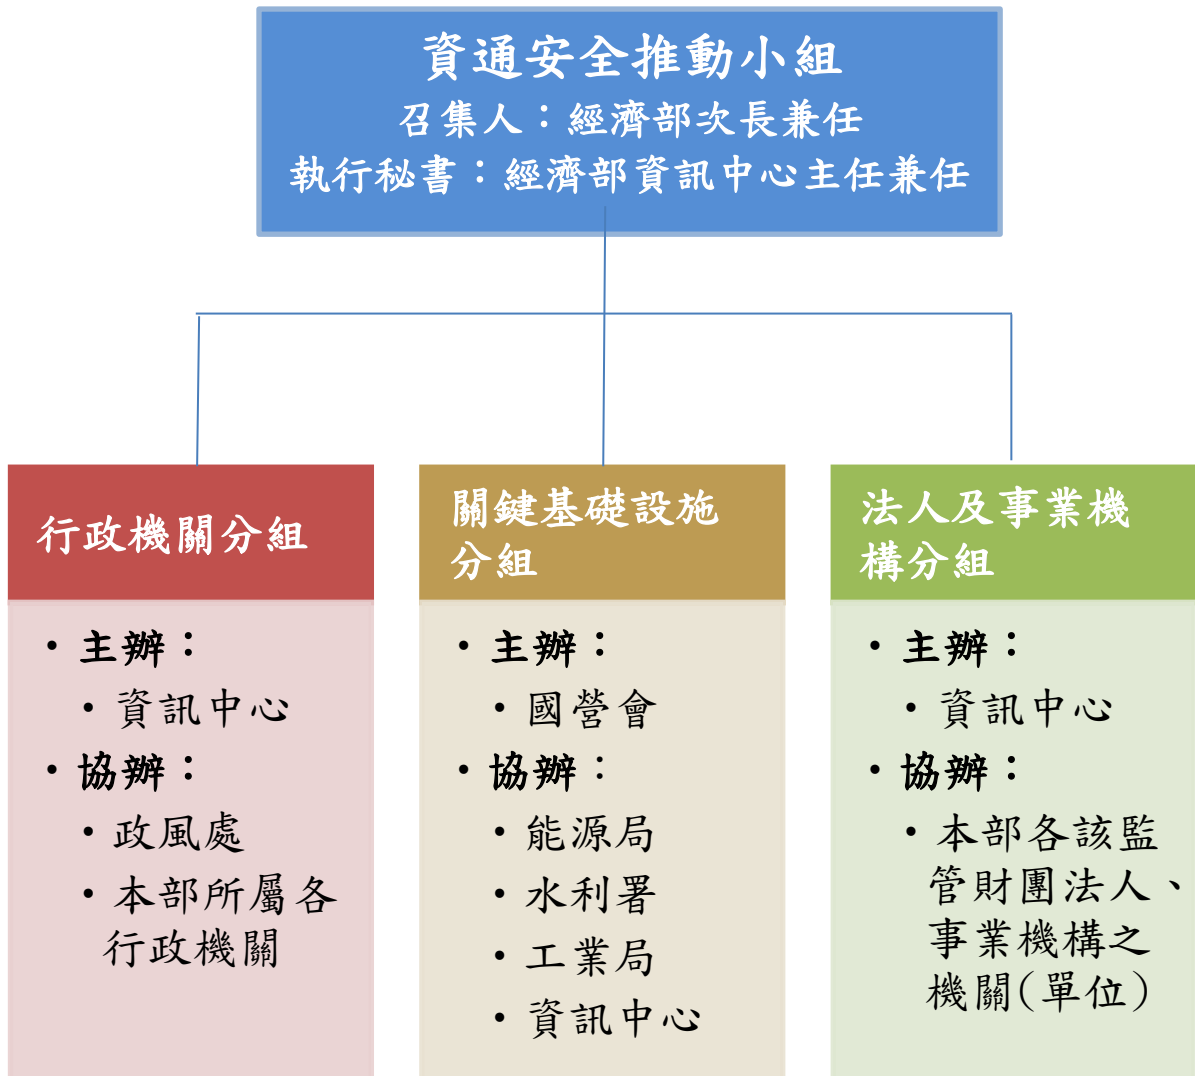 資通安全推動小組
召集人：經濟部次長兼任
執行秘書：經濟部資訊中心主任兼任
行政機關分組
• 主辦：
• 資訊中心
• 協辦：
• 政風處
• 本部所屬各
行政機關
關鍵基礎設施
分組
• 主辦：
• 國營會
• 協辦：
• 能源局
• 水利署
• 工業局
• 資訊中心
法人及事業機
構分組
• 主辦：
• 資訊中心
• 協辦：
• 本部各該監
管財團法人、
事業機構之
機關(單位)